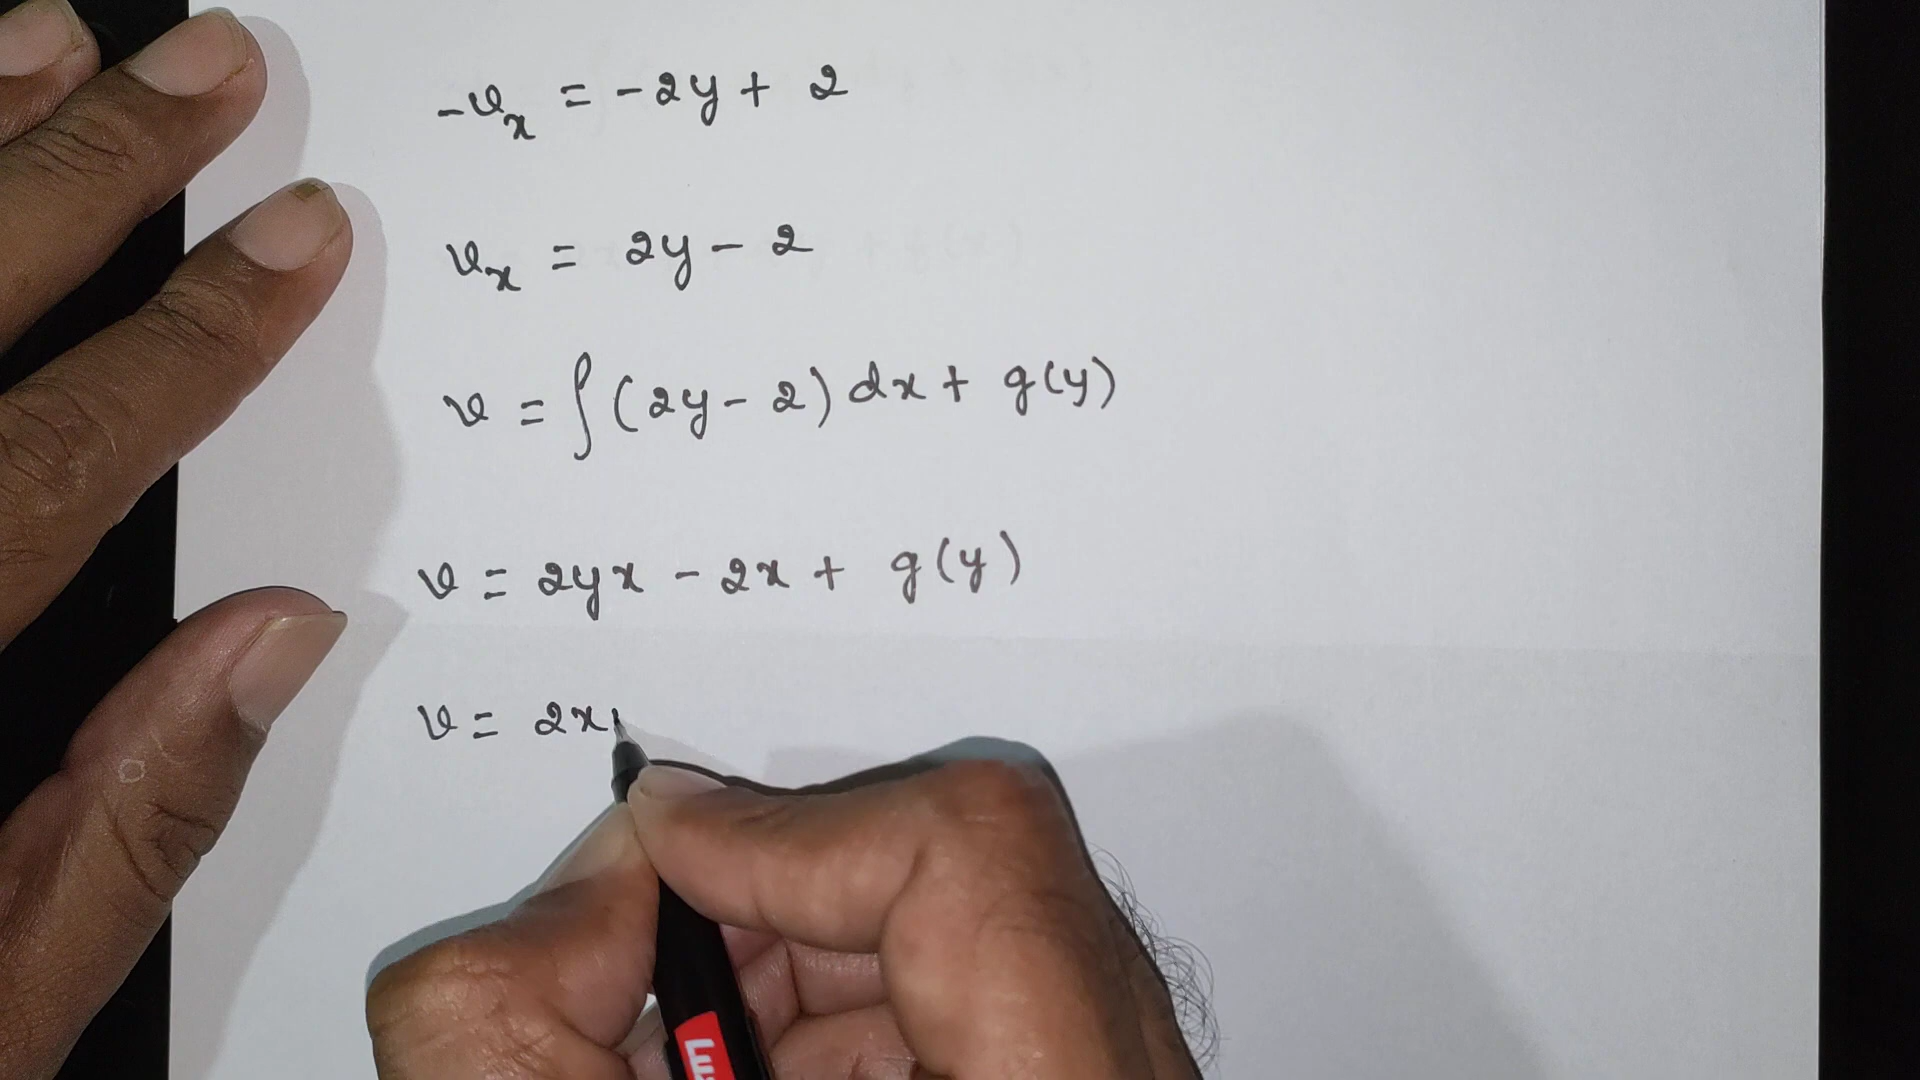 -v_x = -2y + 2
v_x = 2y - 2
v = ∫(2y - 2)dx + g(y)
v = 2yx - 2x + g(y)
v = 2x